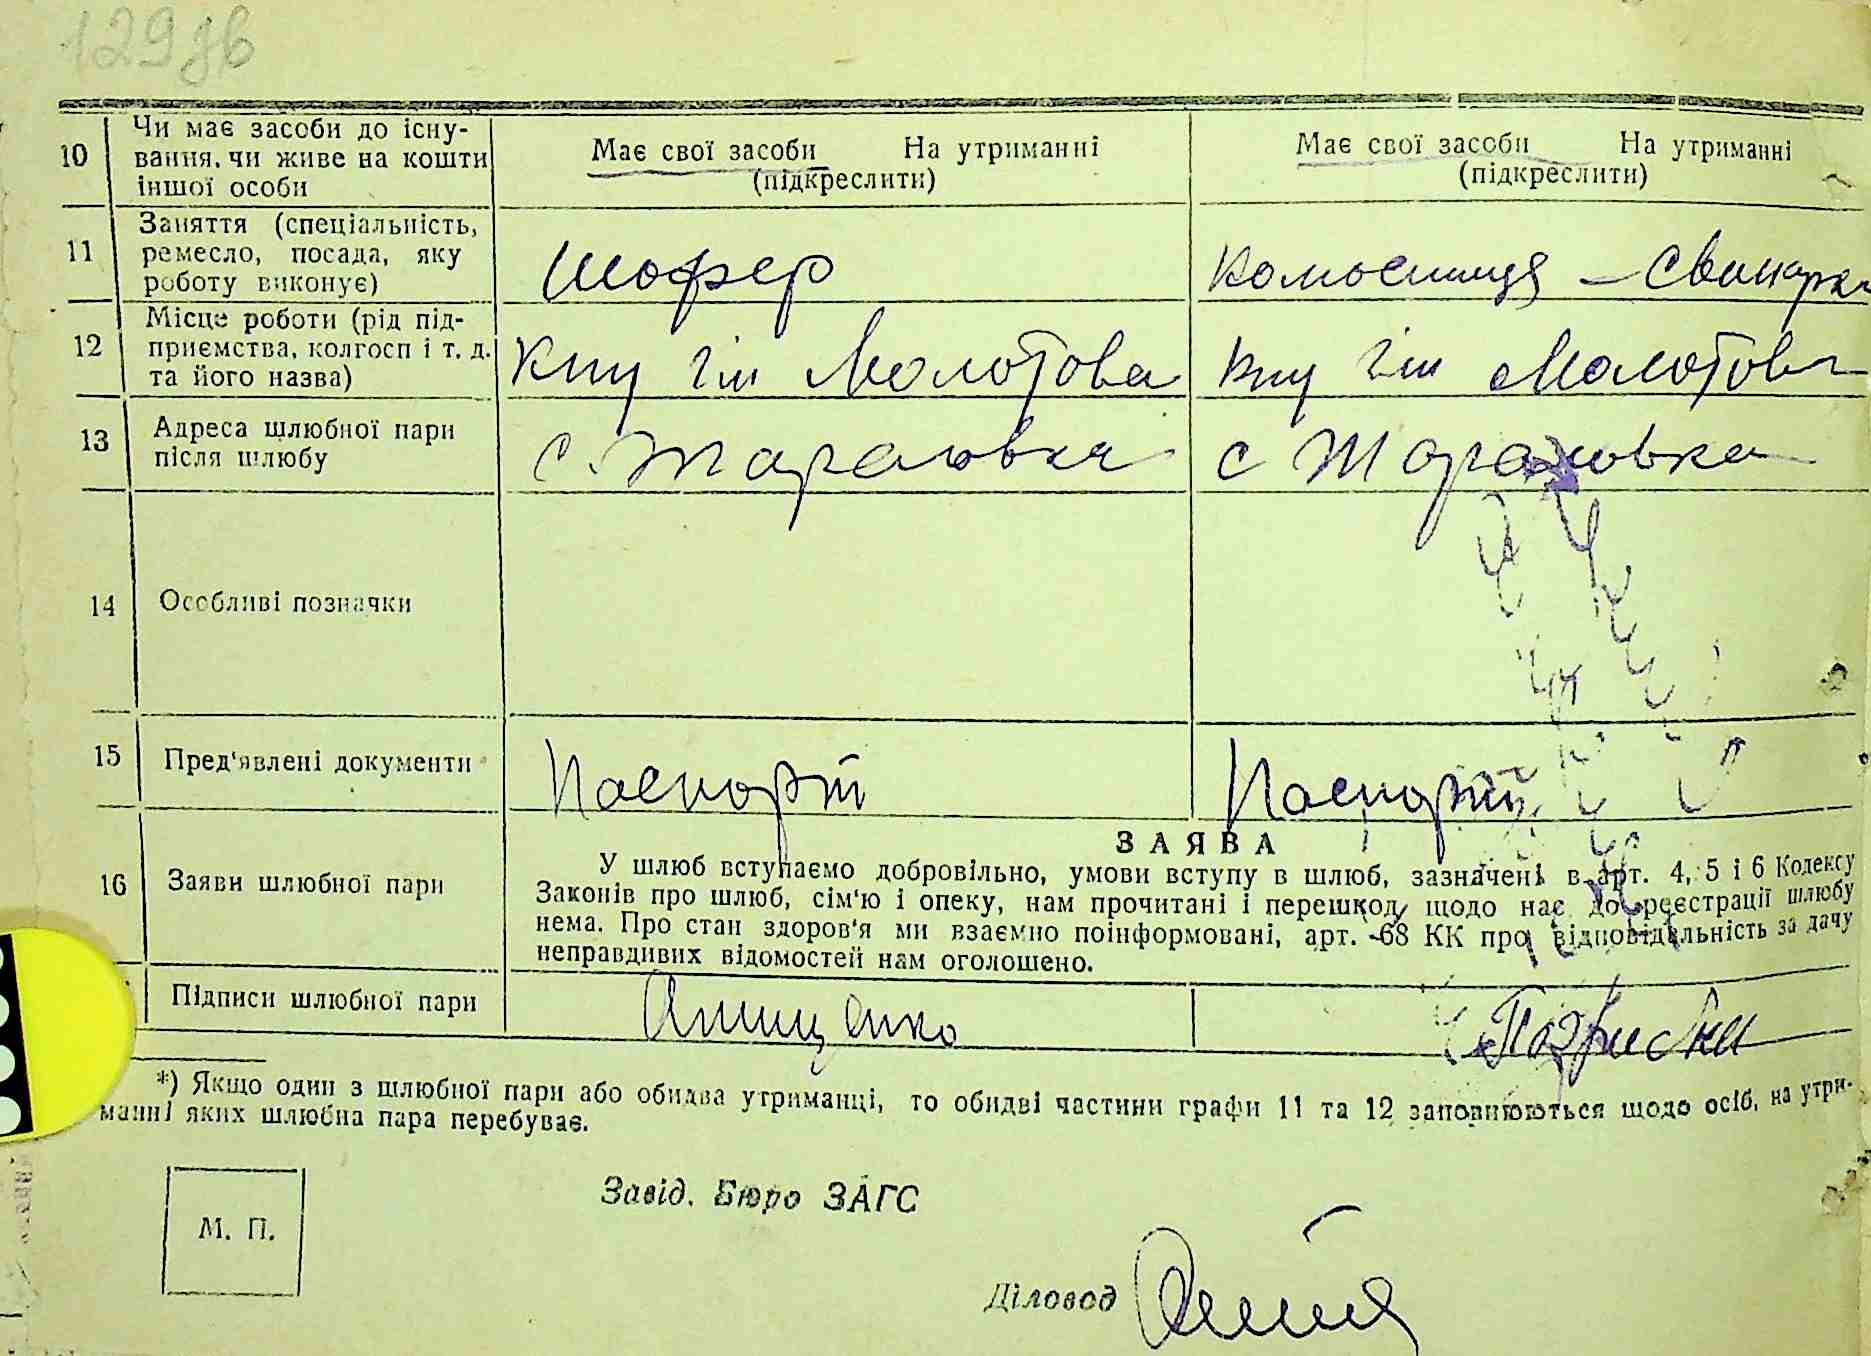 129зв
10 Чи має засоби до існу-
вання, чи живе на кошти
іншої особи
Має свої засоби На утриманні
(підкреслити)
Має свої засоби На утриманні
(підкреслити)
11 Заняття (спеціальність,
ремесло, посада, яку
роботу виконує)
шофер
свинарка
12 Місце роботи (рід під-
приємства, колгосп і т. д.
та його назва)
ім Молотова
ім Молотова
13 Адреса шлюбної пари
після шлюбу
с.
с
14 Особливі позначки
15 Пред'явлені документи
Паспорт
Паспорт
16 Заяви шлюбної пари
ЗАЯВА
У шлюб вступаємо добровільно, умови вступу в шлюб, зазначені в арт. 4, 5 і 6 Кодексу
Законів про шлюб, сім'ю і опеку, нам прочитані і перешкод щодо нас до реєстрації шлюбу
нема. Про стан здоров'я ми взаємно поінформовані, арт. 68 КК про відповідальність за дачу
неправдивих відомостей нам оголошено.
Підписи шлюбної пари
*) Якщо один з шлюбної пари або обидва утриманці, то обидві частини графи 11 та 12 заповнюються щодо осіб, на утри-
манні яких шлюбна пара перебуває.
Завід. Бюро ЗАГС
М. П.
Діловод